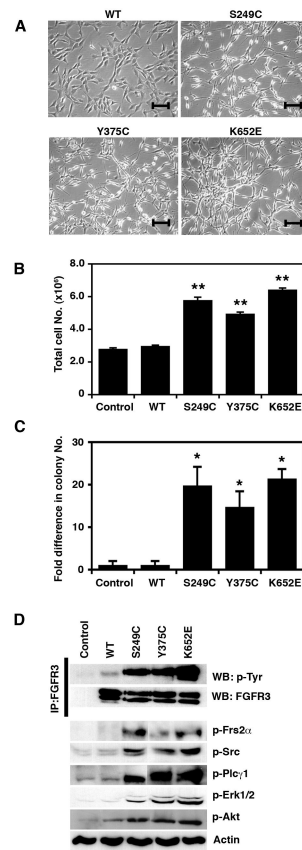 A
WT
S249C
Y375C
K652E
B
Total cell No. (x10⁶)
8.0
6.0
4.0
2.0
0
**
**
**
Control WT S249C Y375C K652E
C
Fold difference in colony No.
30
20
10
0
*
*
*
Control WT S249C Y375C K652E
D
Control WT S249C Y375C K652E
IP:FGFR3
WB: p-Tyr
WB: FGFR3
p-Frs2α
p-Src
p-Plcγ1
p-Erk1/2
p-Akt
Actin